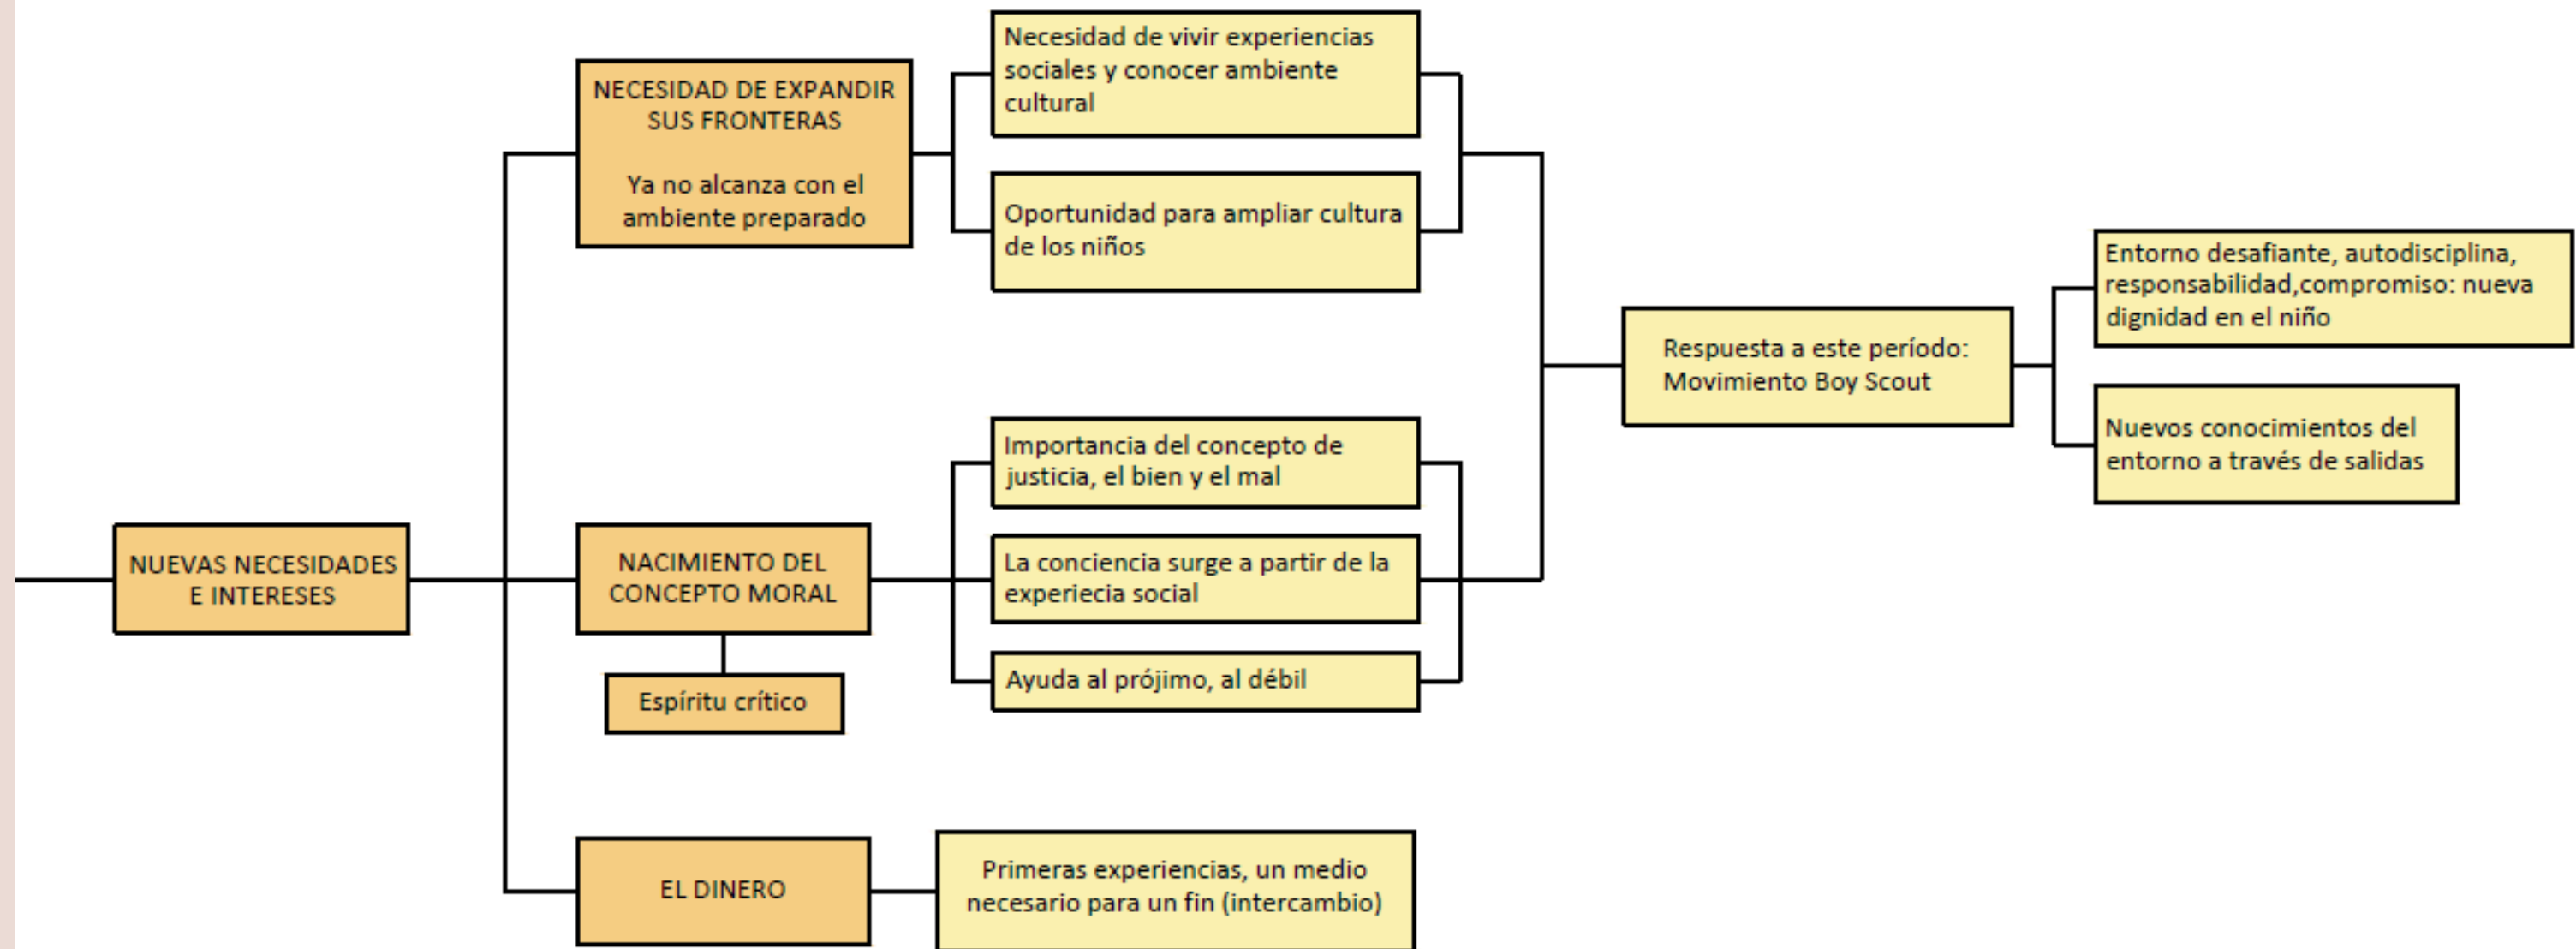 NUEVAS NECESIDADES
E INTERESES
NECESIDAD DE EXPANDIR
SUS FRONTERAS
Ya no alcanza con el
ambiente preparado
Necesidad de vivir experiencias
sociales y conocer ambiente
cultural
Oportunidad para ampliar cultura
de los niños
NACIMIENTO DEL
CONCEPTO MORAL
Espíritu crítico
Importancia del concepto de
justicia, el bien y el mal
La conciencia surge a partir de la
experiecia social
Ayuda al prójimo, al débil
EL DINERO
Primeras experiencias, un medio
necesario para un fin (intercambio)
Respuesta a este período:
Movimiento Boy Scout
Entorno desafiante, autodisciplina,
responsabilidad,compromiso: nueva
dignidad en el niño
Nuevos conocimientos del
entorno a través de salidas